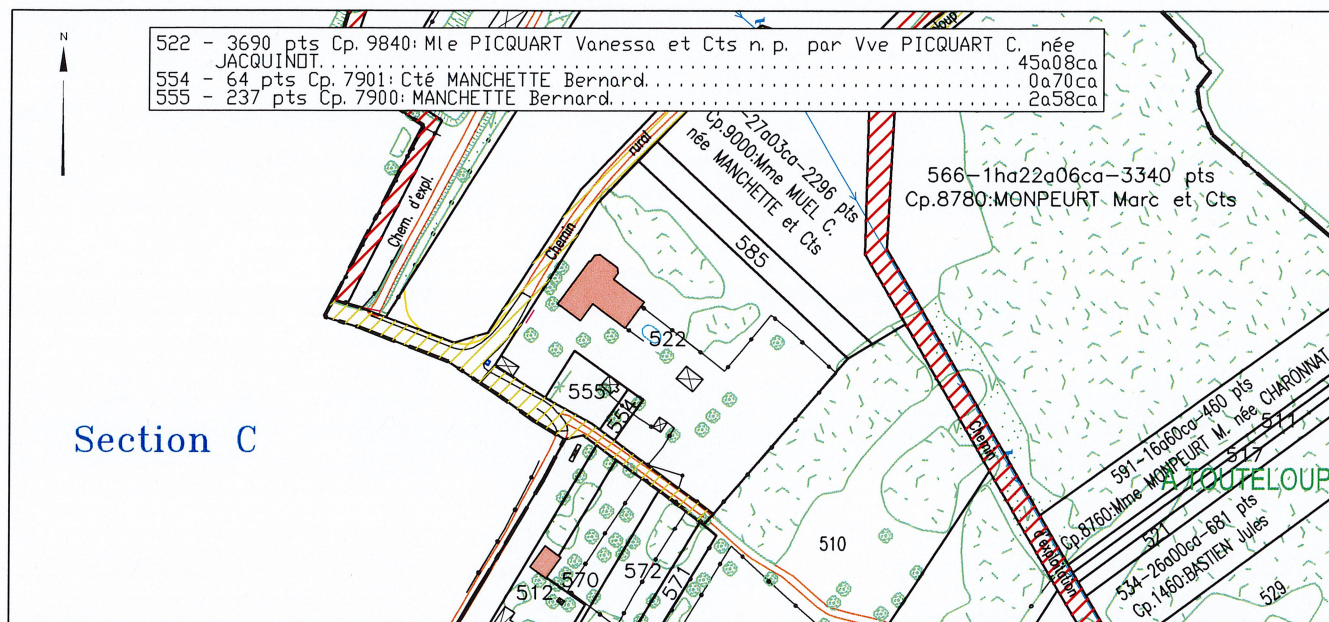 N
522 - 3690 pts Cp. 9840: Mle PICQUART Vanessa et Cts n.p. par Vve PICQUART C. née
JACQUINOT.......................................................................45a08ca
554 - 64 pts Cp. 7901: Cté MANCHETTE Bernard.......................................0a70ca
555 - 237 pts Cp. 7900: MANCHETTE Bernard..........................................2a58ca
loup
rural
Chemin
Chem. d'expl.
27a03ca-2296 pts
Cp.9000:Mme MUEL C.
née MANCHETTE et Cts
585
566-1ha22a06ca-3340 pts
Cp.8780:MONPEURT Marc et Cts
522
555
554
Section C
Chemin
d'exploitation
591-16a60ca-460 pts
Cp.8760:Mme MONPEURT M. née CHARONNAT
511
517
A TOUTELOUP
521
534-26a00ca-681 pts
Cp.1460:BASTIEN Jules
529
510
512
570
572
571